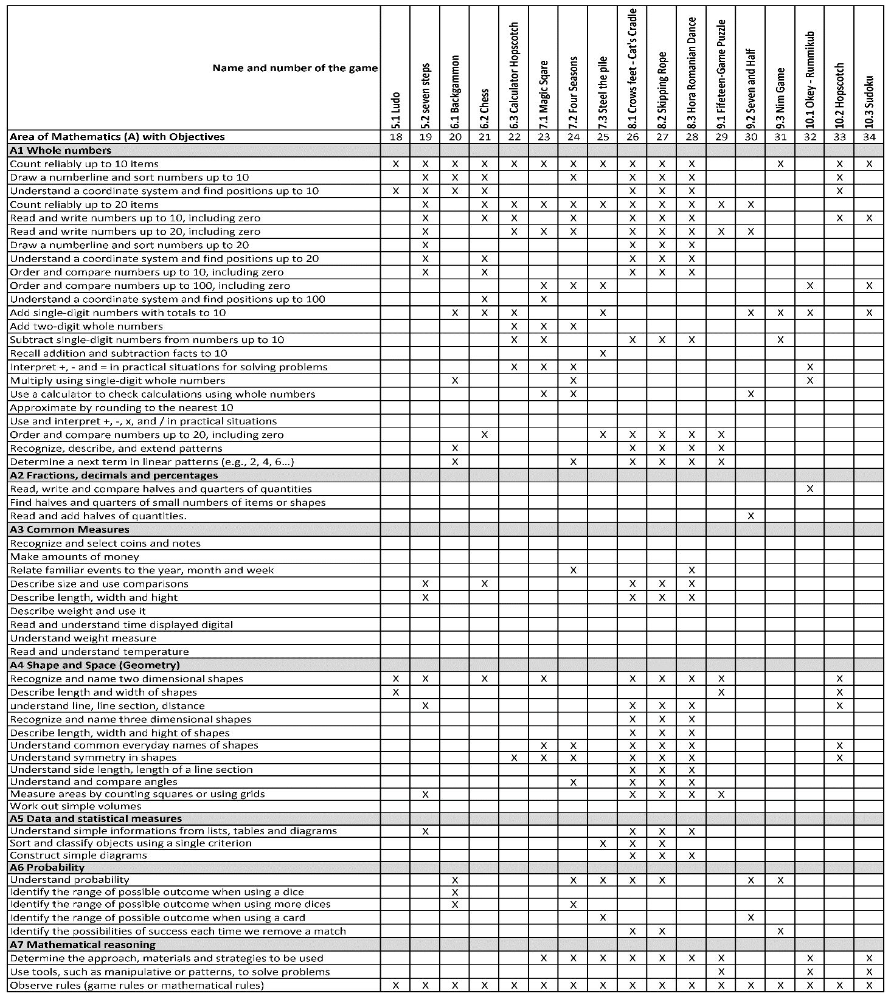 Name and number of the game
5.1 Ludo
5.2 seven steps
6.1 Backgammon
6.2 Chess
6.3 Calculator Hopscotch
7.1 Magic Sqare
7.2 Four Seasons
7.3 Steel the pile
8.1 Crows feet - Cat's Cradle
8.2 Skipping Rope
8.3 Hora Romanian Dance
9.1 Fifeteen-Game Puzzle
9.2 Seven and Half
9.3 Nim Game
10.1 Okey - Rummikub
10.2 Hopscotch
10.3 Sudoku
Area of Mathematics (A) with Objectives 18 19 20 21 22 23 24 25 26 27 28 29 30 31 32 33 34
A1 Whole numbers
Count reliably up to 10 items X X X X X X X X X X X X X X
Draw a numberline and sort numbers up to 10 X X X X X X X X
Understand a coordinate system and find positions up to 10 X X X X X X X X
Count reliably up to 20 items X X X X X X X X X X X
Read and write numbers up to 10, including zero X X X X X X X X X
Read and write numbers up to 20, including zero X X X X X X X X X
Draw a numberline and sort numbers up to 20 X X X X
Understand a coordinate system and find positions up to 20 X X X X X
Order and compare numbers up to 10, including zero X X X X X
Order and compare numbers up to 100, including zero X X X X X
Understand a coordinate system and find positions up to 100 X X
Add single-digit numbers with totals to 10 X X X X X X X X
Add two-digit whole numbers X X X
Subtract single-digit numbers from numbers up to 10 X X X X X X
Recall addition and subtraction facts to 10 X
Interpret +, - and = in practical situations for solving problems X X X X
Multiply using single-digit whole numbers X X X
Use a calculator to check calculations using whole numbers X X X
Approximate by rounding to the nearest 10
Use and interpret +, -, x, and / in practical situations
Order and compare numbers up to 20, including zero X X X X X X
Recognize, describe, and extend patterns X X X X X
Determine a next term in linear patterns (e.g., 2, 4, 6...) X X X X X X
A2 Fractions, decimals and percentages
Read, write and compare halves and quarters of quantities X
Find halves and quarters of small numbers of items or shapes
Read and add halves of quantities. X
A3 Common Measures
Recognize and select coins and notes
Make amounts of money
Relate familiar events to the year, month and week X X
Describe size and use comparisons X X X X X
Describe length, width and hight X X X X
Describe weight and use it
Read and understand time displayed digital
Understand weight measure
Read and understand temperature
A4 Shape and Space (Geometry)
Recognize and name two dimensional shapes X X X X X X X X X
Describe length and width of shapes X X X
understand line, line section, distance X X X X X
Recognize and name three dimensional shapes X X X
Describe length, width and hight of shapes X X X
Understand common everyday names of shapes X X X X X X
Understand symmetry in shapes X X X X X X X
Understand side length, length of a line section X X X
Understand and compare angles X X X X
Measure areas by counting squares or using grids X X X X X
Work out simple volumes
A5 Data and statistical measures
Understand simple informations from lists, tables and diagrams X X X X
Sort and classify objects using a single criterion X X X
Construct simple diagrams X X X
A6 Probability
Understand probability X X X X X X X
Identify the range of possible outcome when using a dice X
Identify the range of possible outcome when using more dices X X
Identify the range of possible outcome when using a card X X
Identify the possibilities of success each time we remove a match X X X
A7 Mathematical reasoning
Determine the approach, materials and strategies to be used X X X X X X X X X
Use tools, such as manipulative or patterns, to solve problems X X X
Observe rules (game rules or mathematical rules) X X X X X X X X X X X X X X X X X